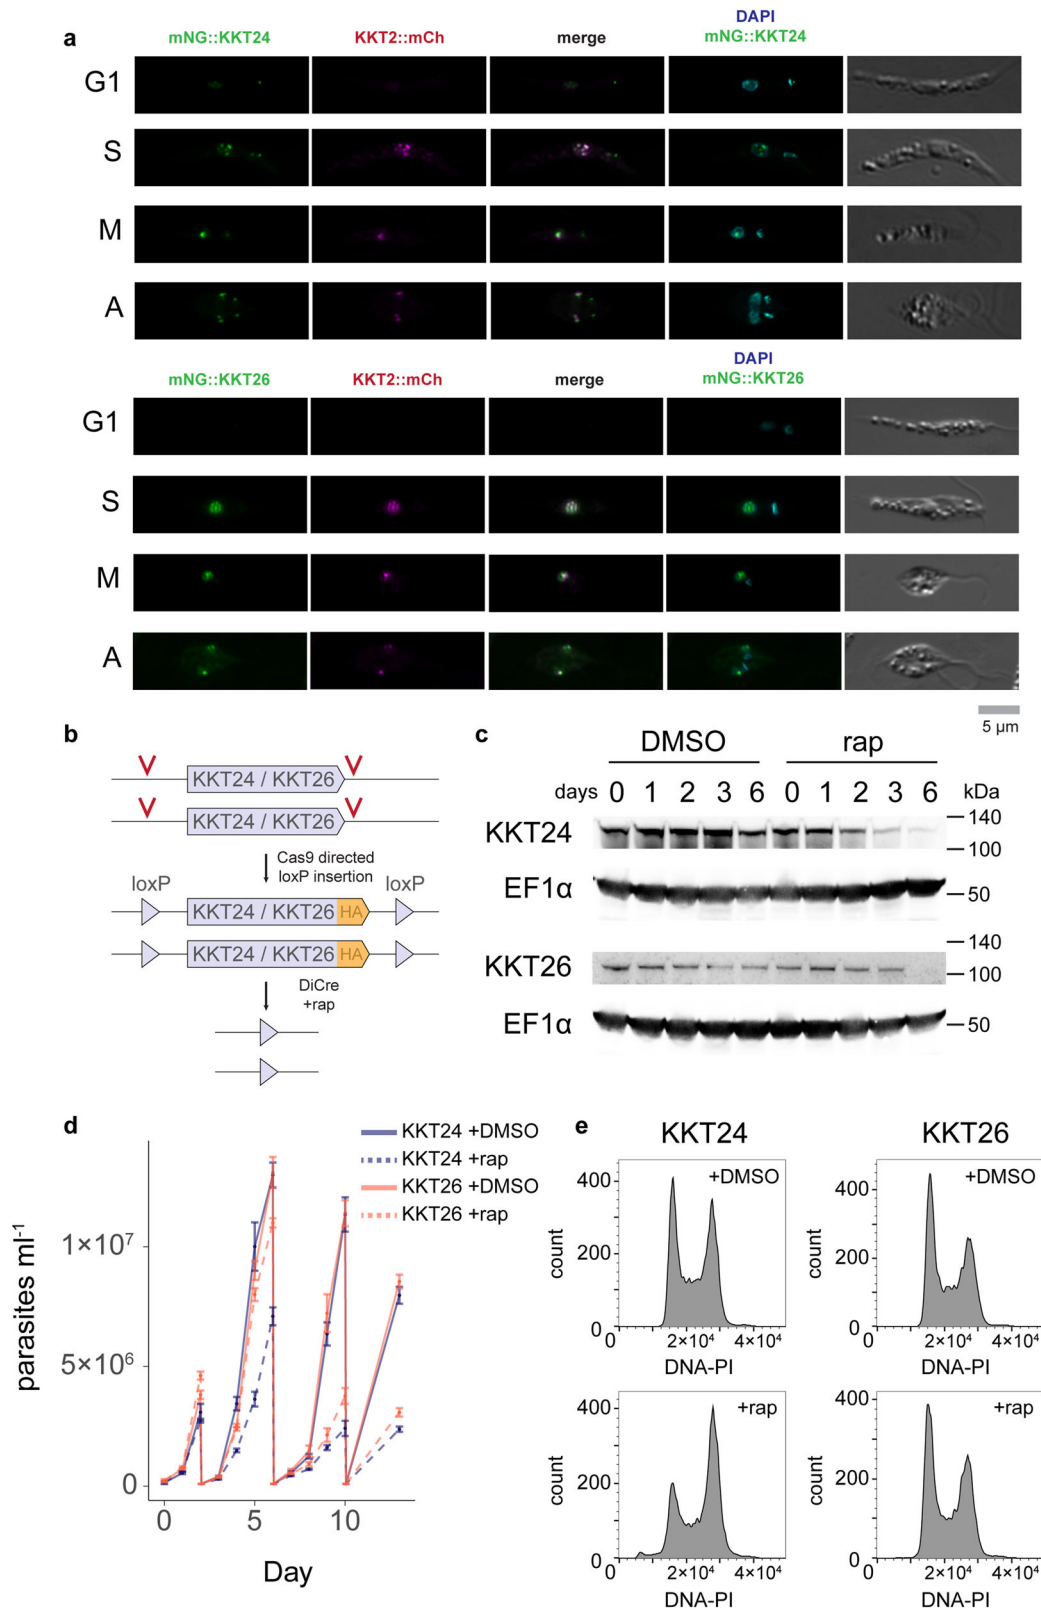 a
mNG::KKT24 KKT2::mCh merge DAPI mNG::KKT24
G1
S
M
A
mNG::KKT26 KKT2::mCh merge DAPI mNG::KKT26
G1
S
M
A
5 μm
b
KKT24 / KKT26
KKT24 / KKT26
Cas9 directed
loxP insertion
loxP loxP
KKT24 / KKT26 HA
KKT24 / KKT26 HA
DiCre
+rap
c
DMSO rap
days 0 1 2 3 6 0 1 2 3 6 kDa
KKT24 140
100
EF1α 50
KKT26 140
100
EF1α 50
d
KKT24 +DMSO
KKT24 +rap
KKT26 +DMSO
KKT26 +rap
parasites ml⁻¹
1×10⁷
5×10⁶
0
0 5 10
Day
e
KKT24 KKT26
+DMSO +DMSO
count count
400 400
200 200
0 0
0 2×10⁴ 4×10⁴ 0 2×10⁴ 4×10⁴
DNA-PI DNA-PI
+rap +rap
count count
400 400
200 200
0 0
0 2×10⁴ 4×10⁴ 0 2×10⁴ 4×10⁴
DNA-PI DNA-PI